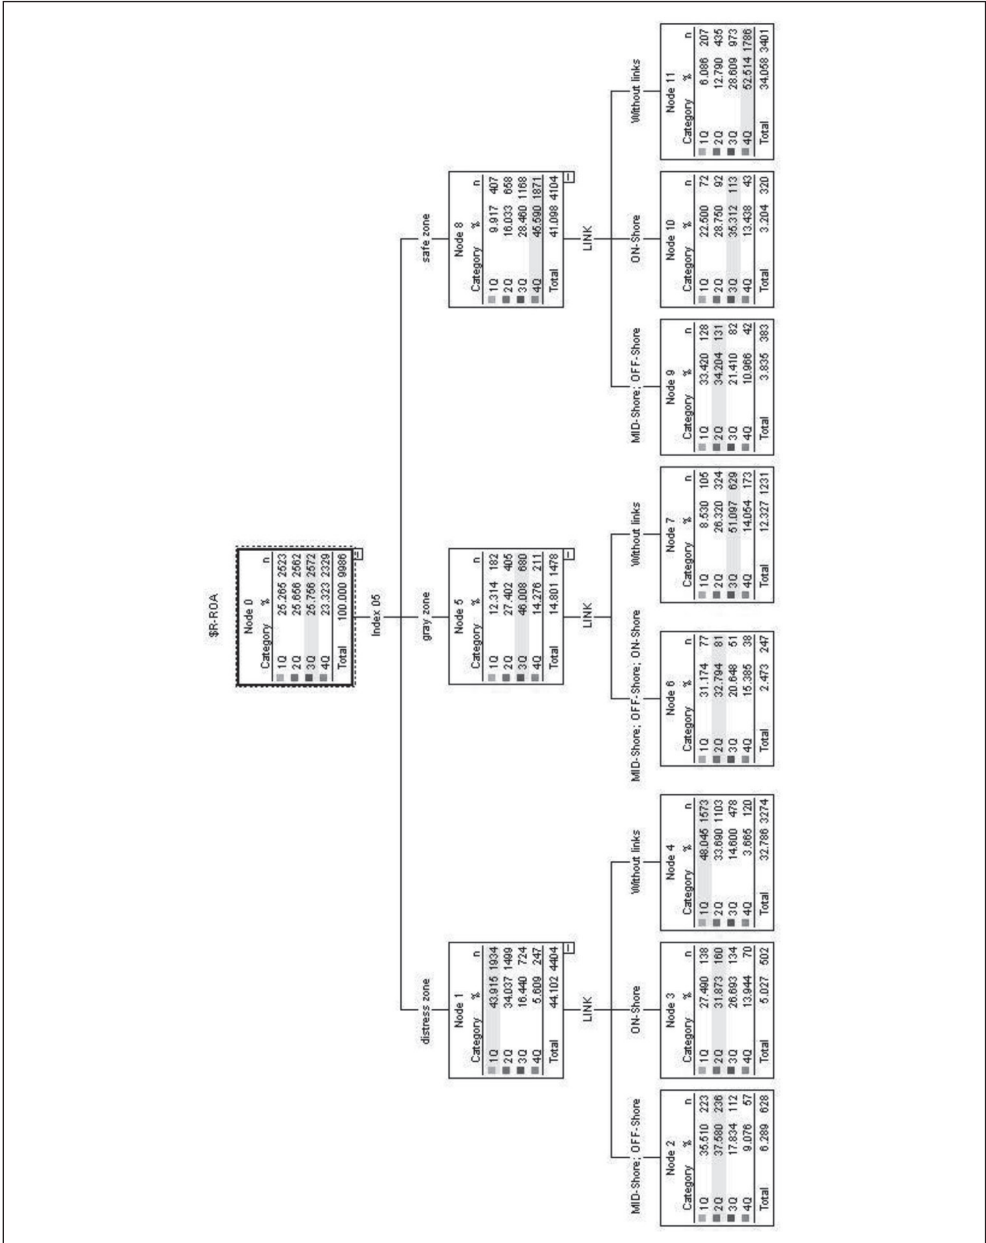 $R-ROA
Node 0
Category % n
1Q 25.265 2523
2Q 25.656 2562
3Q 25.756 2572
4Q 23.323 2329
Total 100.000 9986
Index 05
distress zone
gray zone
safe zone
Node 1
Category % n
1Q 43.915 1934
2Q 34.037 1499
3Q 16.440 724
4Q 5.609 247
Total 44.102 4404
Node 5
Category % n
1Q 12.314 182
2Q 27.402 405
3Q 46.008 680
4Q 14.276 211
Total 14.801 1478
Node 8
Category % n
1Q 9.917 407
2Q 16.033 658
3Q 28.460 1168
4Q 45.590 1871
Total 41.098 4104
LINK
LINK
LINK
MID-Shore; OFF-Shore
ON-Shore
Without links
MID-Shore; OFF-Shore; ON-Shore
Without links
MID-Shore; OFF-Shore
ON-Shore
Without links
Node 2
Category % n
1Q 35.510 223
2Q 37.580 236
3Q 17.834 112
4Q 9.076 57
Total 6.289 628
Node 3
Category % n
1Q 27.490 138
2Q 31.873 160
3Q 26.693 134
4Q 13.944 70
Total 5.027 502
Node 4
Category % n
1Q 48.045 1573
2Q 33.690 1103
3Q 14.600 478
4Q 3.665 120
Total 32.786 3274
Node 6
Category % n
1Q 31.174 77
2Q 32.794 81
3Q 20.648 51
4Q 15.385 38
Total 2.473 247
Node 7
Category % n
1Q 8.530 105
2Q 26.320 324
3Q 51.097 629
4Q 14.054 173
Total 12.327 1231
Node 9
Category % n
1Q 33.420 128
2Q 34.204 131
3Q 21.410 82
4Q 10.966 42
Total 3.835 383
Node 10
Category % n
1Q 22.500 72
2Q 28.750 92
3Q 35.312 113
4Q 13.438 43
Total 3.204 320
Node 11
Category % n
1Q 6.086 207
2Q 12.790 435
3Q 28.609 973
4Q 52.514 1786
Total 34.058 3401